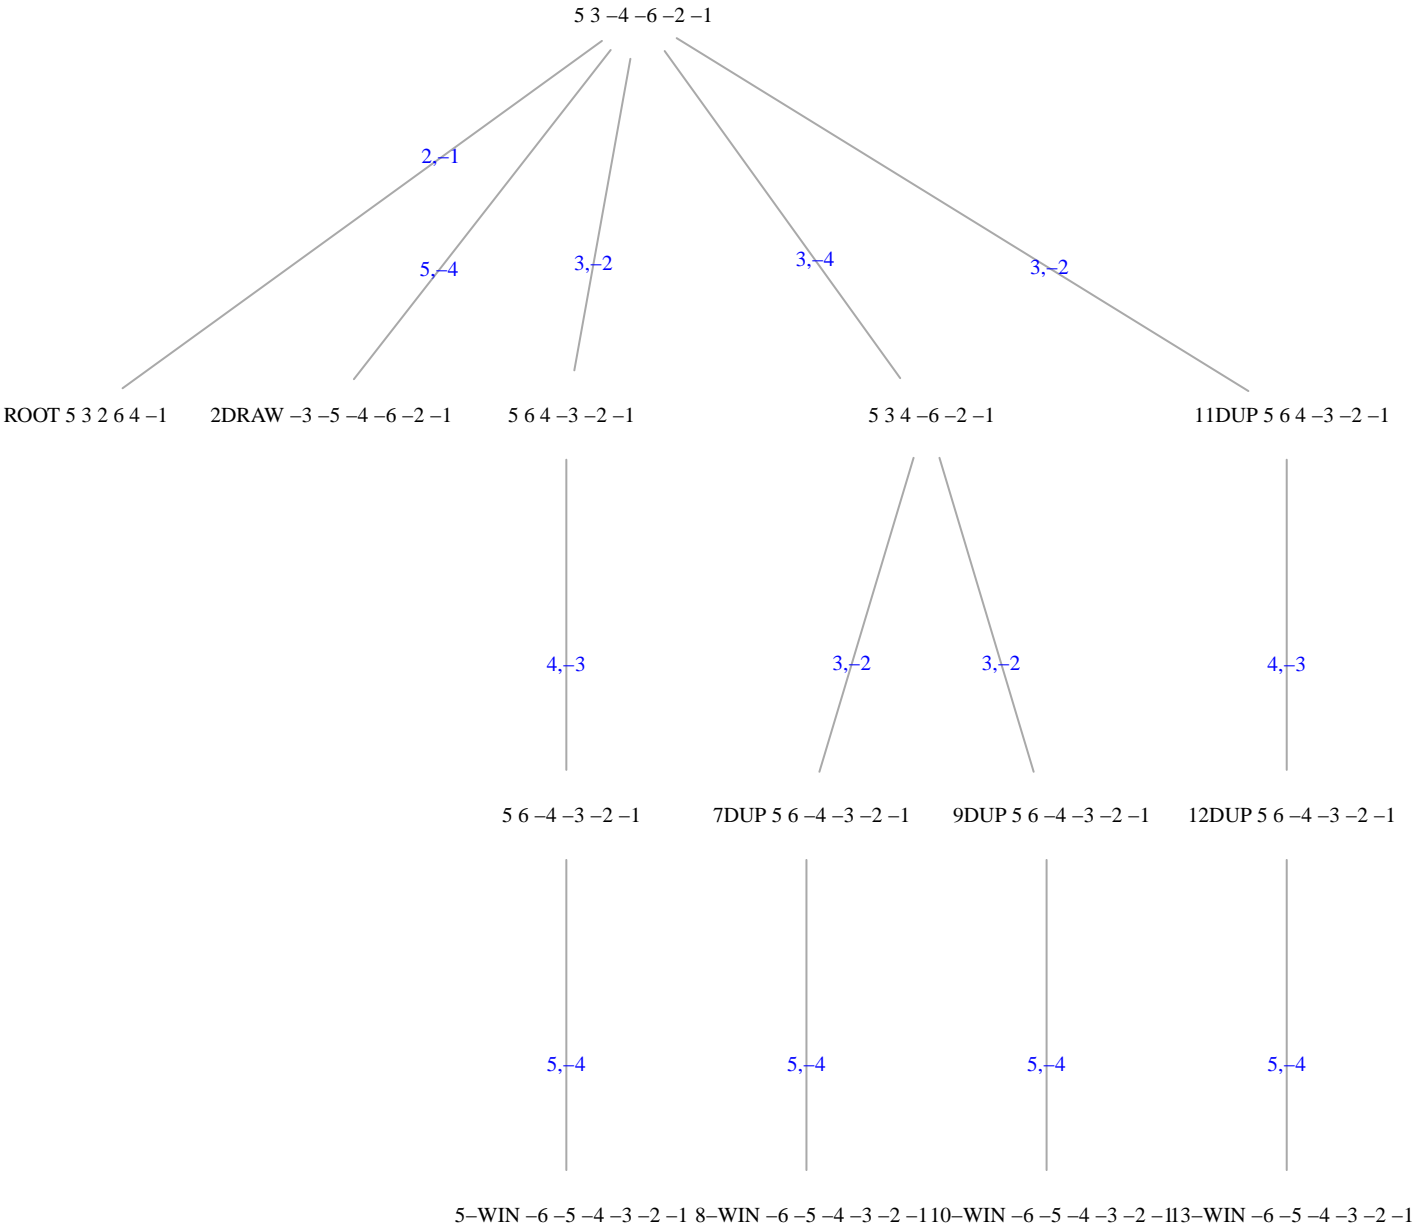 5 3 –4 –6 –2 –1
2,–1
5,–4
3,–2
3,–4
3,–2
ROOT 5 3 2 6 4 –1
2DRAW –3 –5 –4 –6 –2 –1
5 6 4 –3 –2 –1
5 3 4 –6 –2 –1
11DUP 5 6 4 –3 –2 –1
4,–3
3,–2
3,–2
4,–3
5 6 –4 –3 –2 –1
7DUP 5 6 –4 –3 –2 –1
9DUP 5 6 –4 –3 –2 –1
12DUP 5 6 –4 –3 –2 –1
5,–4
5,–4
5,–4
5,–4
5–WIN –6 –5 –4 –3 –2 –1
8–WIN –6 –5 –4 –3 –2 –1
10–WIN –6 –5 –4 –3 –2 –1
13–WIN –6 –5 –4 –3 –2 –1